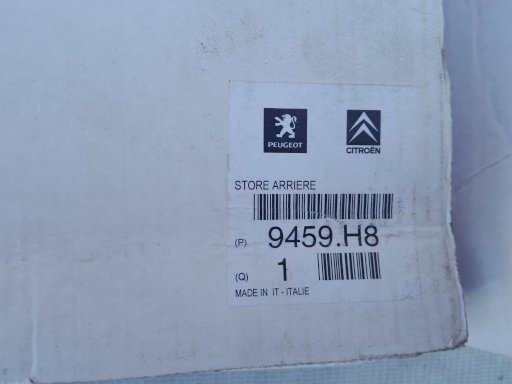 PEUGEOT CITROËN
STORE ARRIERE
(P) 9459.H8
(Q) 1
MADE IN IT - ITALIE